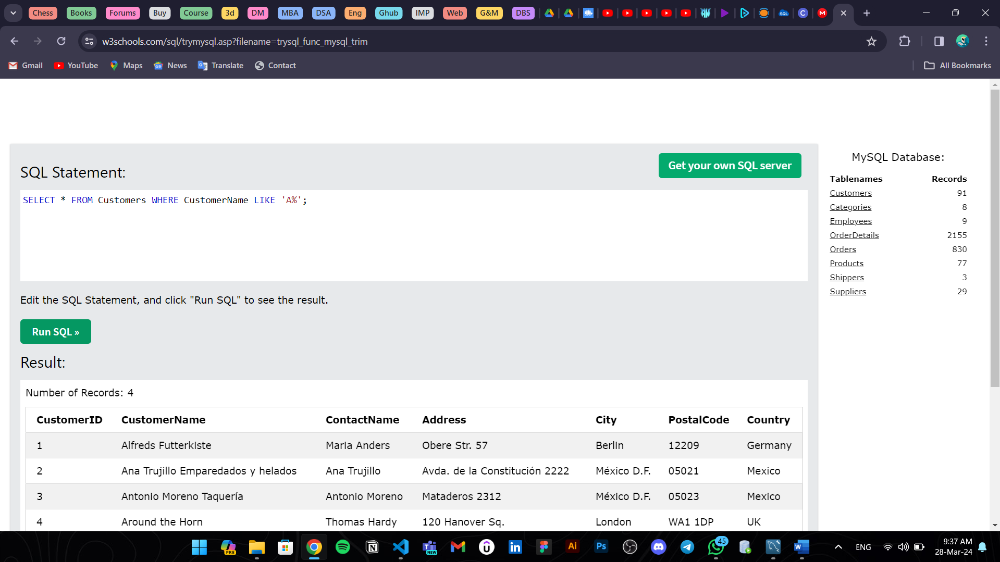 Chess Books Forums Buy Course 3d DM MBA DSA Eng Ghub IMP Web G&M DBS
w3schools.com/sql/trymysql.asp?filename=trysql_func_mysql_trim
Gmail YouTube Maps News Translate Contact All Bookmarks
SQL Statement:
Get your own SQL server
SELECT * FROM Customers WHERE CustomerName LIKE 'A%';
Edit the SQL Statement, and click "Run SQL" to see the result.
Run SQL »
Result:
Number of Records: 4
CustomerID CustomerName ContactName Address City PostalCode Country
1 Alfreds Futterkiste Maria Anders Obere Str. 57 Berlin 12209 Germany
2 Ana Trujillo Emparedados y helados Ana Trujillo Avda. de la Constitución 2222 México D.F. 05021 Mexico
3 Antonio Moreno Taquería Antonio Moreno Mataderos 2312 México D.F. 05023 Mexico
4 Around the Horn Thomas Hardy 120 Hanover Sq. London WA1 1DP UK
MySQL Database:
Tablenames Records
Customers 91
Categories 8
Employees 9
OrderDetails 2155
Orders 830
Products 77
Shippers 3
Suppliers 29
PRE
NEW
Ai
Ps
45
W
ENG
9:37 AM
28-Mar-24